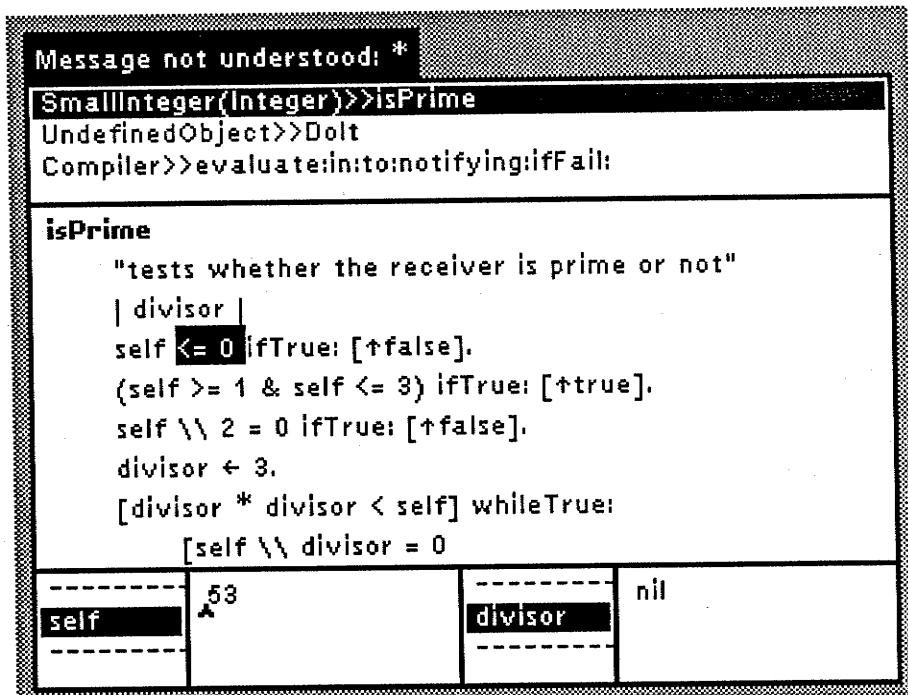 Message not understood: *
SmallInteger(Integer)>>isPrime
UndefinedObject>>DoIt
Compiler>>evaluate:in:to:notifying:ifFail:
isPrime
"tests whether the receiver is prime or not"
| divisor |
self <= 0 ifTrue: [↑false].
(self >= 1 & self <= 3) ifTrue: [↑true].
self \\ 2 = 0 ifTrue: [↑false].
divisor ← 3.
[divisor * divisor < self] whileTrue:
[self \\ divisor = 0
self
53
divisor
nil